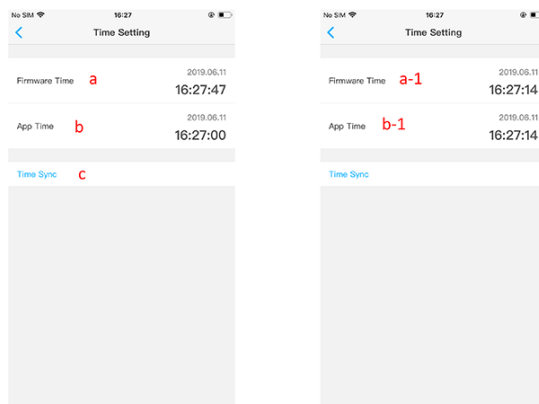 No SIM 16:27
Time Setting
2019.06.11
Firmware Time a 16:27:47
2019.06.11
App Time b 16:27:00
Time Sync c
No SIM 16:27
Time Setting
2019.06.11
Firmware Time a-1 16:27:14
2019.06.11
App Time b-1 16:27:14
Time Sync